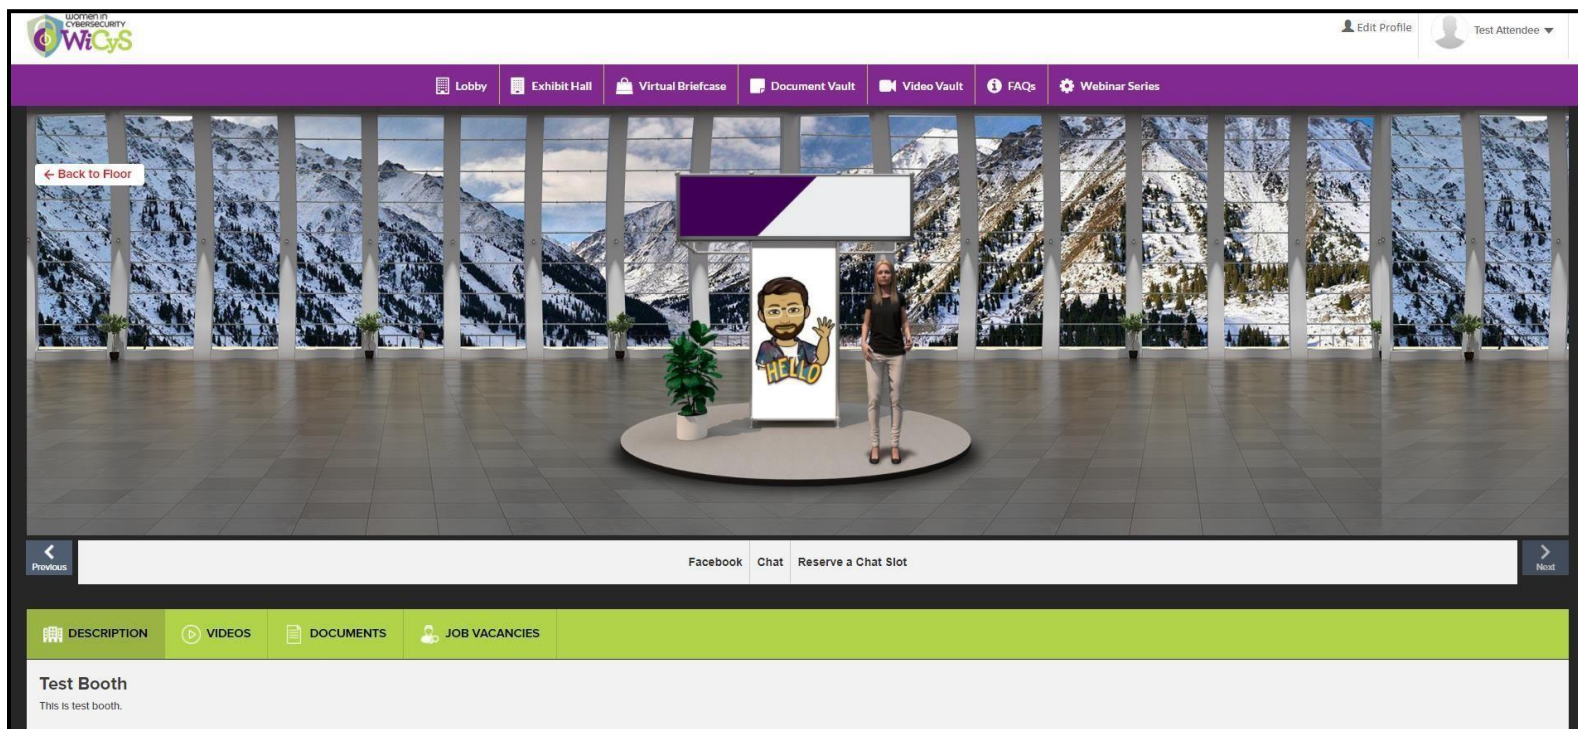 women in
CYBERSECURITY
WiCyS
Edit Profile
Test Attendee
Lobby
Exhibit Hall
Virtual Briefcase
Document Vault
Video Vault
FAQs
Webinar Series
← Back to Floor
HELLO
Previous
Facebook
Chat
Reserve a Chat Slot
Next
DESCRIPTION
VIDEOS
DOCUMENTS
JOB VACANCIES
Test Booth
This is test booth.